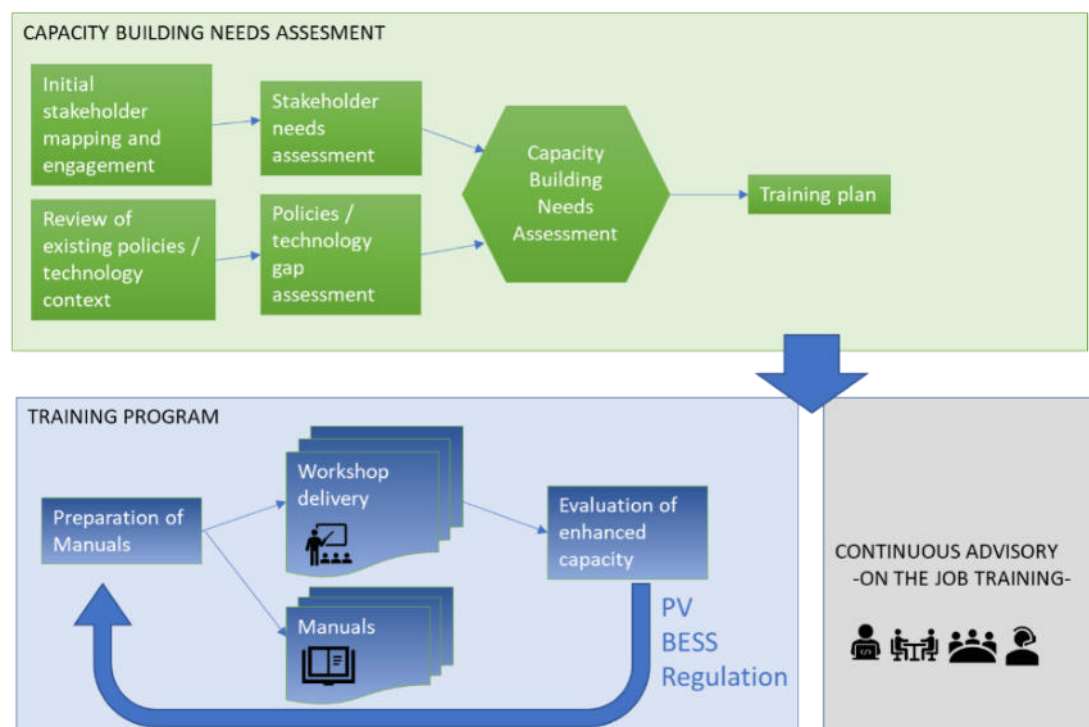 CAPACITY BUILDING NEEDS ASSESMENT
Initial
stakeholder
mapping and
engagement
Stakeholder
needs
assessment
Capacity
Building
Needs
Assessment
Training plan
Review of
existing policies /
technology
context
Policies /
technology
gap
assessment
TRAINING PROGRAM
Preparation of
Manuals
Workshop
delivery
Manuals
Evaluation of
enhanced
capacity
PV
BESS
Regulation
CONTINUOUS ADVISORY
-ON THE JOB TRAINING-